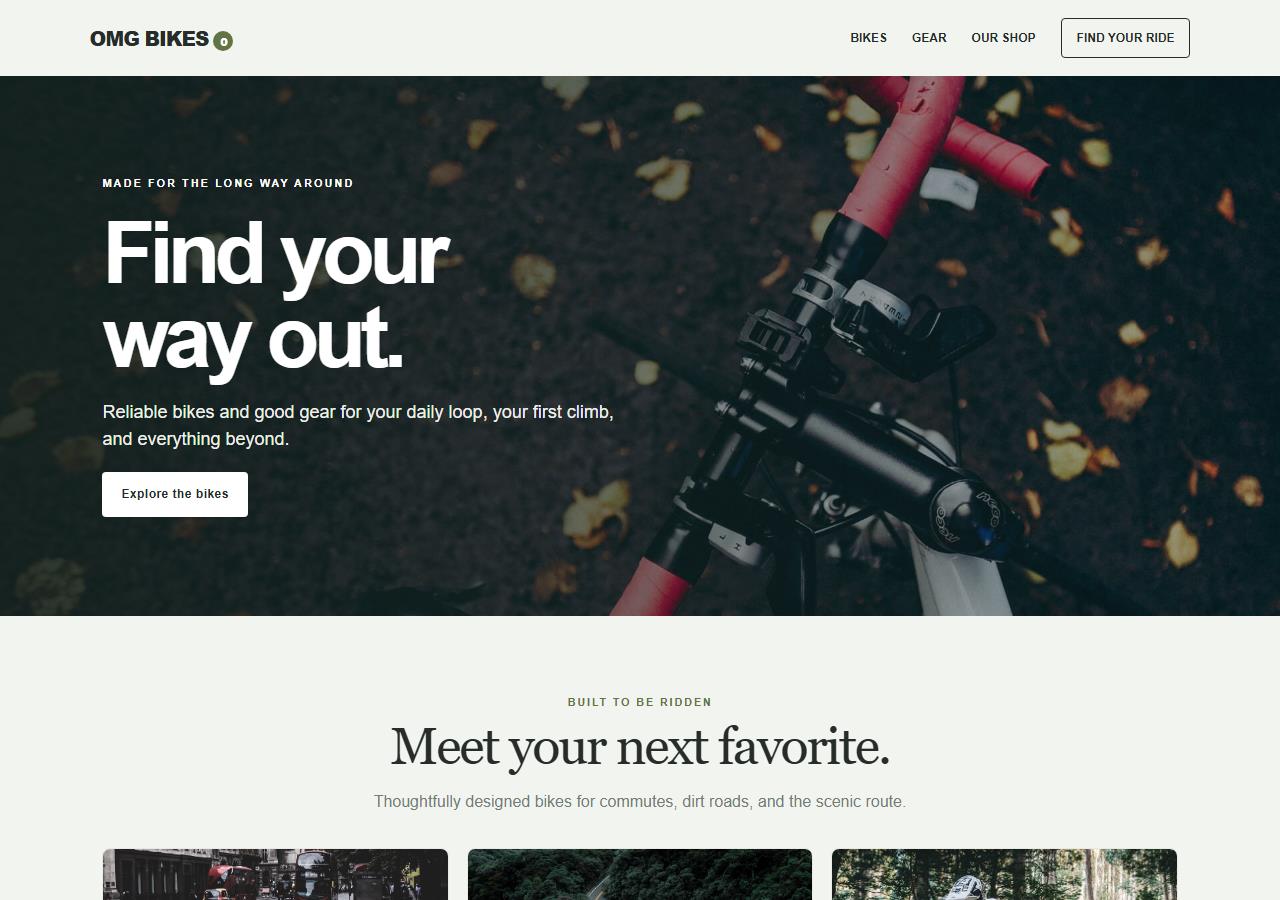 OMG BIKES 0
BIKES GEAR OUR SHOP FIND YOUR RIDE
MADE FOR THE LONG WAY AROUND
Find your
way out.
Reliable bikes and good gear for your daily loop, your first climb,
and everything beyond.
Explore the bikes
BUILT TO BE RIDDEN
Meet your next favorite.
Thoughtfully designed bikes for commutes, dirt roads, and the scenic route.